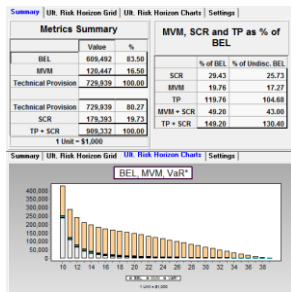 Summary Ult. Risk Horizon Grid Ult. Risk Horizon Charts Settings
Metrics Summary
Value %
BEL 609,492 83.50
MVM 120,447 16.50
Technical Provision 729,939 100.00
Technical Provision 729,939 80.27
SCR 179,393 19.73
TP + SCR 909,332 100.00
1 Unit = $1,000
MVM, SCR and TP as % of
BEL
% of BEL % of Undisc. BEL
SCR 29.43 25.73
MVM 19.76 17.27
TP 119.76 104.68
MVM + SCR 49.20 43.00
TP + SCR 149.20 130.40
Summary Ult. Risk Horizon Grid Ult. Risk Horizon Charts Settings
BEL, MVM, VaR*
400,000
350,000
300,000
250,000
200,000
150,000
100,000
50,000
0
10 12 14 16 18 20 22 24 26 28 30 32 34 36 38
BEL MVM VaR*
1 Unit = $1,000